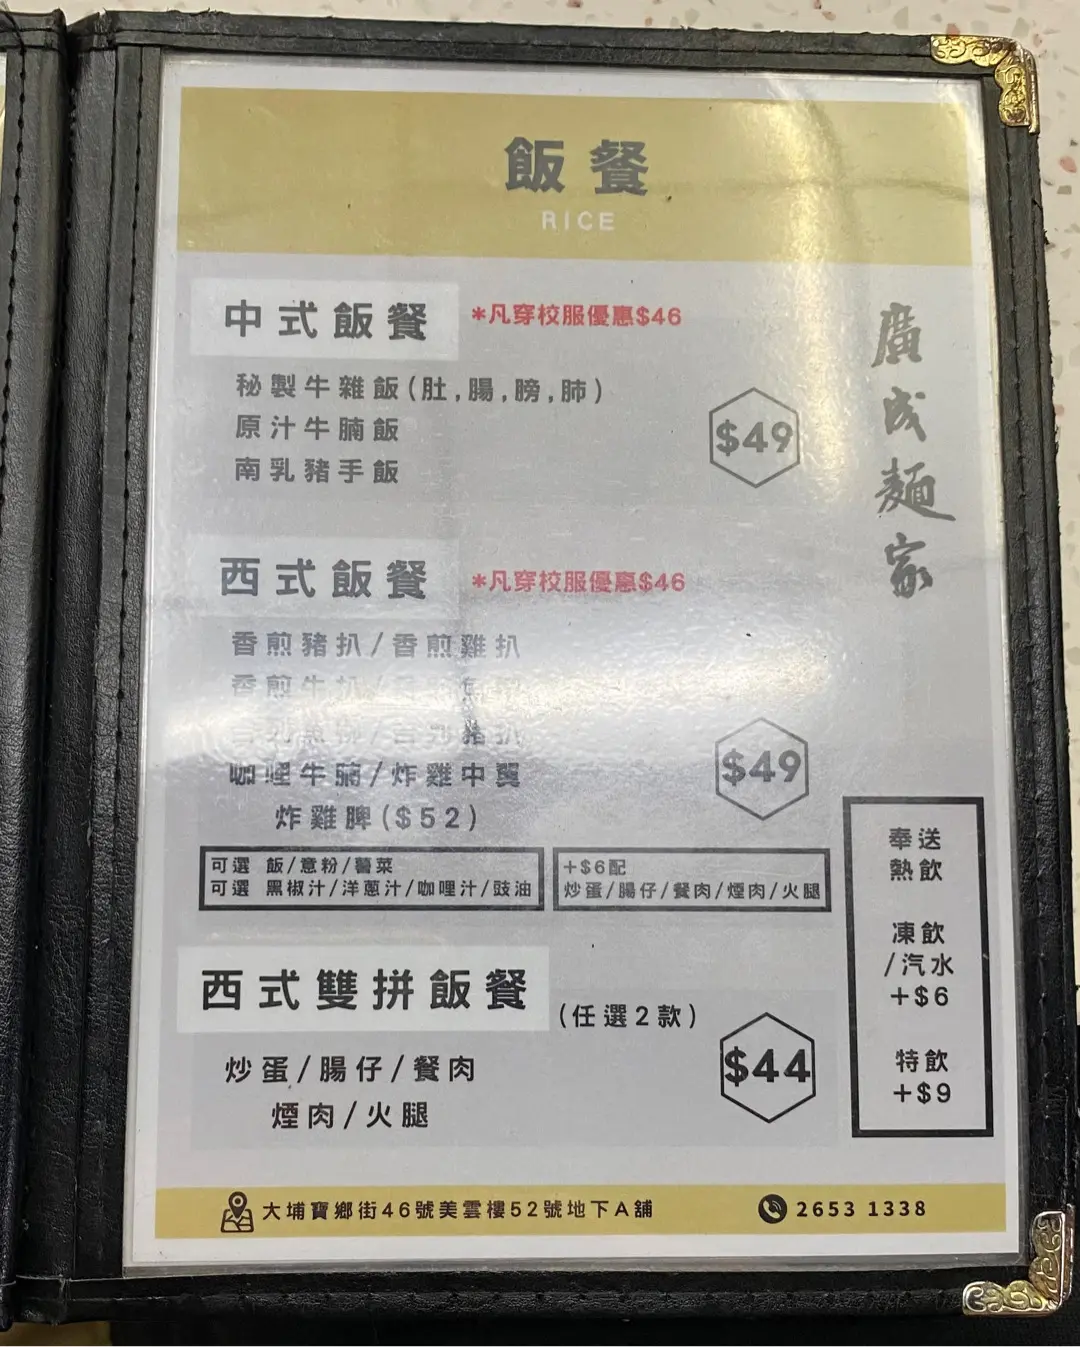 飯餐
RICE
中式飯餐 *凡穿校服優惠$46
秘製牛雜飯(肚,腸,膀,肺)
原汁牛腩飯
南乳豬手飯
$49
廣成麵家
西式飯餐 *凡穿校服優惠$46
香煎豬扒/香煎雞扒
香煎牛扒/
豬扒
咖哩牛腩/炸雞中翼
炸雞脾($52)
$49
可選 飯/意粉/薯菜
可選 黑椒汁/洋蔥汁/咖哩汁/豉油
+$6配
炒蛋/腸仔/餐肉/煙肉/火腿
奉送
熱飲
凍飲
/汽水
+$6
特飲
+$9
西式雙拼飯餐 (任選2款)
炒蛋/腸仔/餐肉
煙肉/火腿
$44
大埔寶鄉街46號美雲樓52號地下A舖
2653 1338